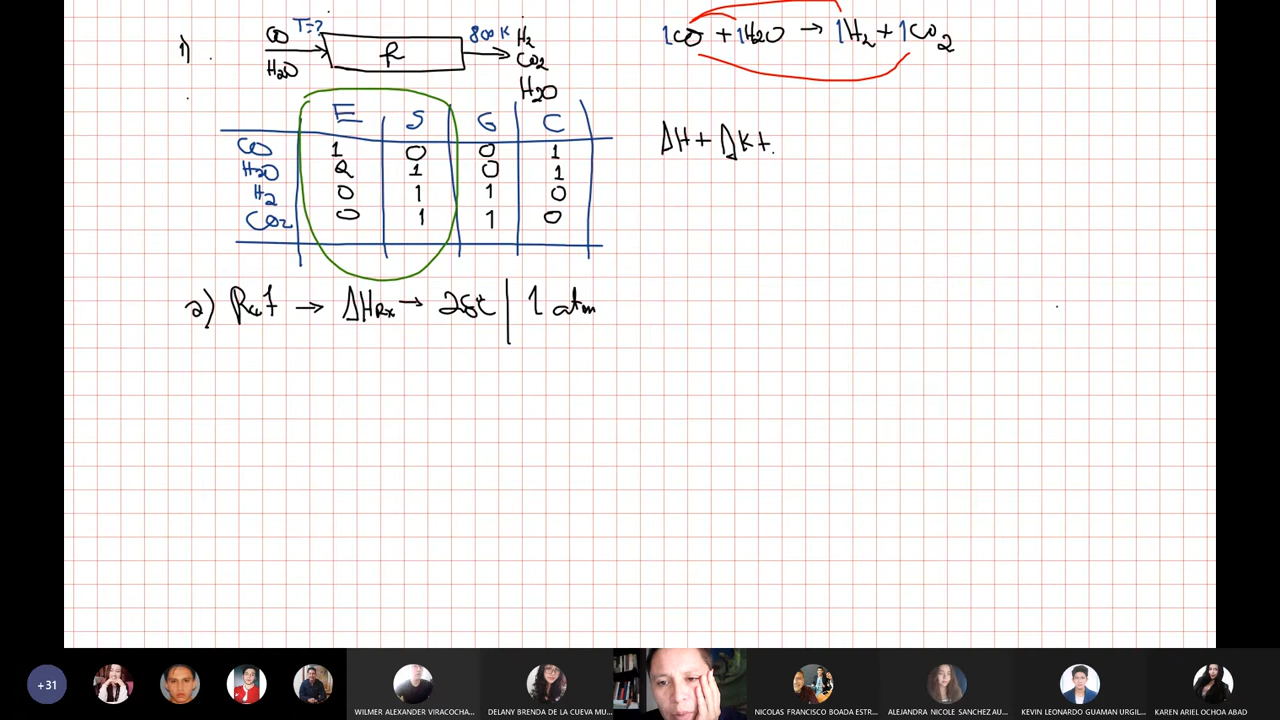 1)
CO T=? R 800K H2
H2O CO2
H2O
1CO + 1H2O → 1H2 + 1CO2
E S G C
CO 1 0 0 1
H2O 2 1 0 1
H2 0 1 1 0
CO2 0 1 1 0
ΔH + ΔK +
2) Ref → ΔHRx → 25°C | 1 atm
+31
WILMER ALEXANDER VIRACOCHA...
DELANY BRENDA DE LA CUEVA MU...
NICOLAS FRANCISCO BOADA ESTR...
ALEJANDRA NICOLE SANCHEZ AU...
KEVIN LEONARDO GUAMAN URGIL...
KAREN ARIEL OCHOA ABAD